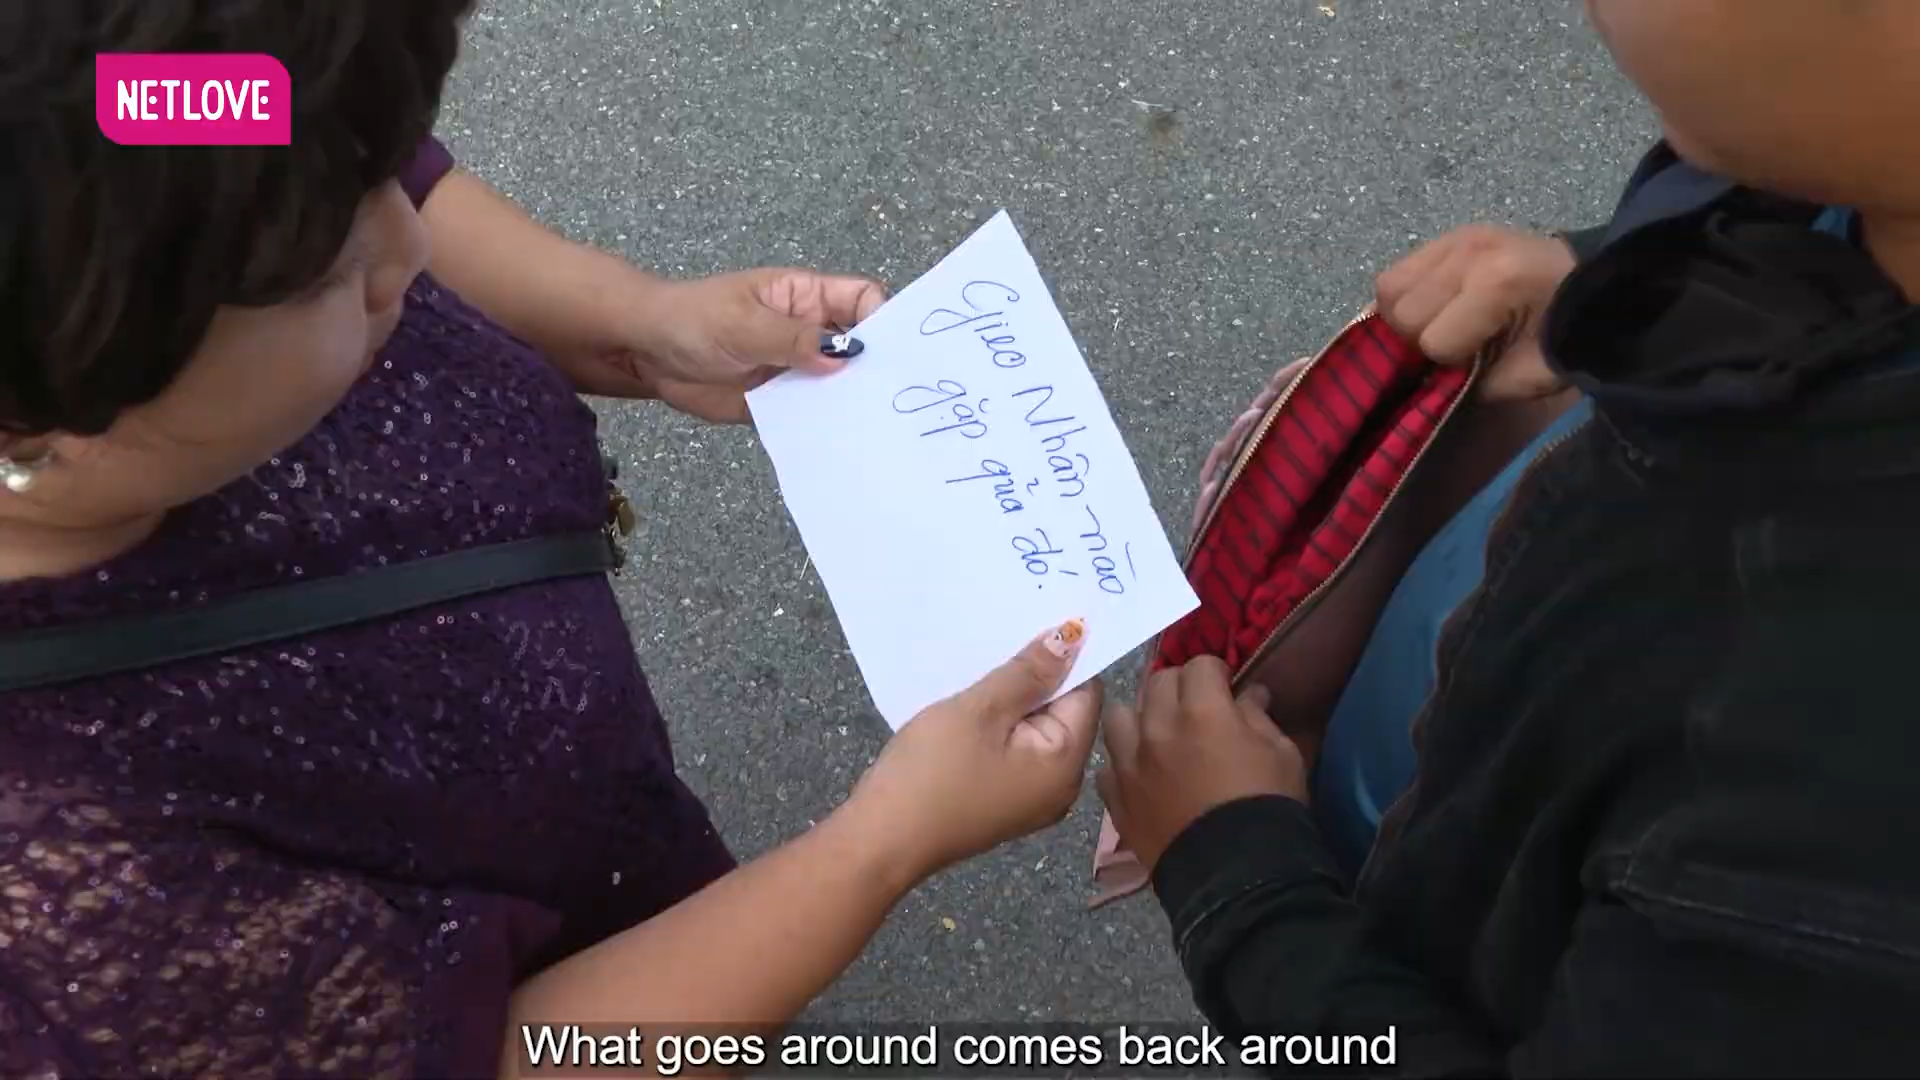 NETLOVE
Gieo Nhân nào
gặp quả đó!
What goes around comes back around